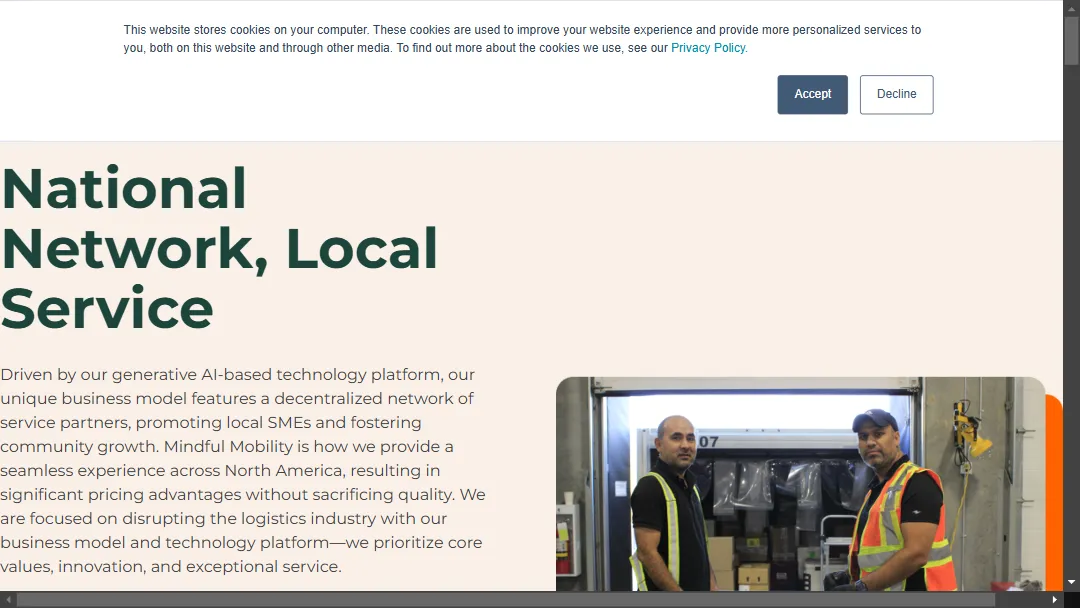 This website stores cookies on your computer. These cookies are used to improve your website experience and provide more personalized services to
you, both on this website and through other media. To find out more about the cookies we use, see our Privacy Policy.
Accept
Decline
National
Network, Local
Service
Driven by our generative AI-based technology platform, our
unique business model features a decentralized network of
service partners, promoting local SMEs and fostering
community growth. Mindful Mobility is how we provide a
seamless experience across North America, resulting in
significant pricing advantages without sacrificing quality. We
are focused on disrupting the logistics industry with our
business model and technology platform—we prioritize core
values, innovation, and exceptional service.
07